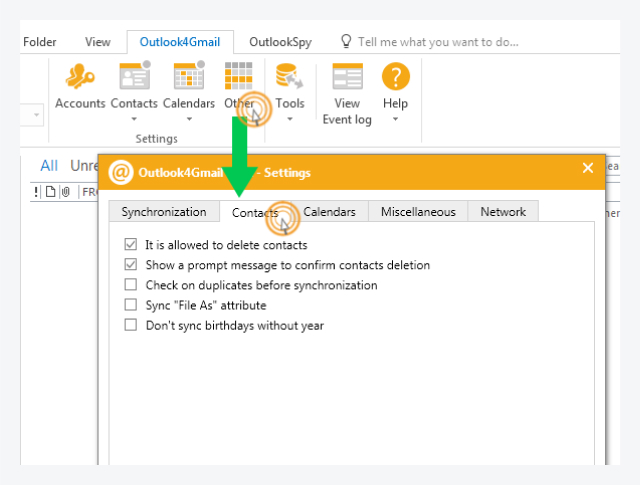 Folder View Outlook4Gmail OutlookSpy Tell me what you want to do...
Accounts Contacts Calendars Other Tools View Event log Help
Settings
All Unre
! @ FR
@ Outlook4Gmail - Settings ×
Synchronization Contacts Calendars Miscellaneous Network
It is allowed to delete contacts
Show a prompt message to confirm contacts deletion
Check on duplicates before synchronization
Sync "File As" attribute
Don't sync birthdays without year